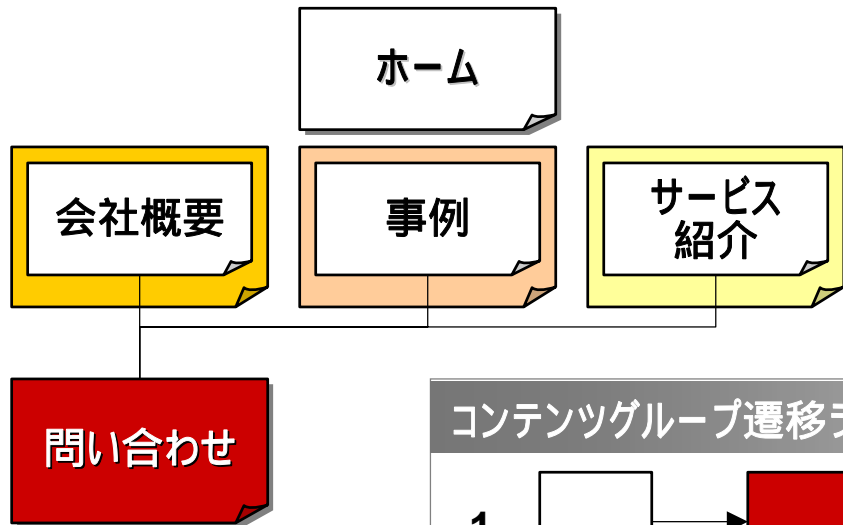 ホーム
会社概要
事例
サービス
紹介
問い合わせ
コンテンツグループ遷移
1